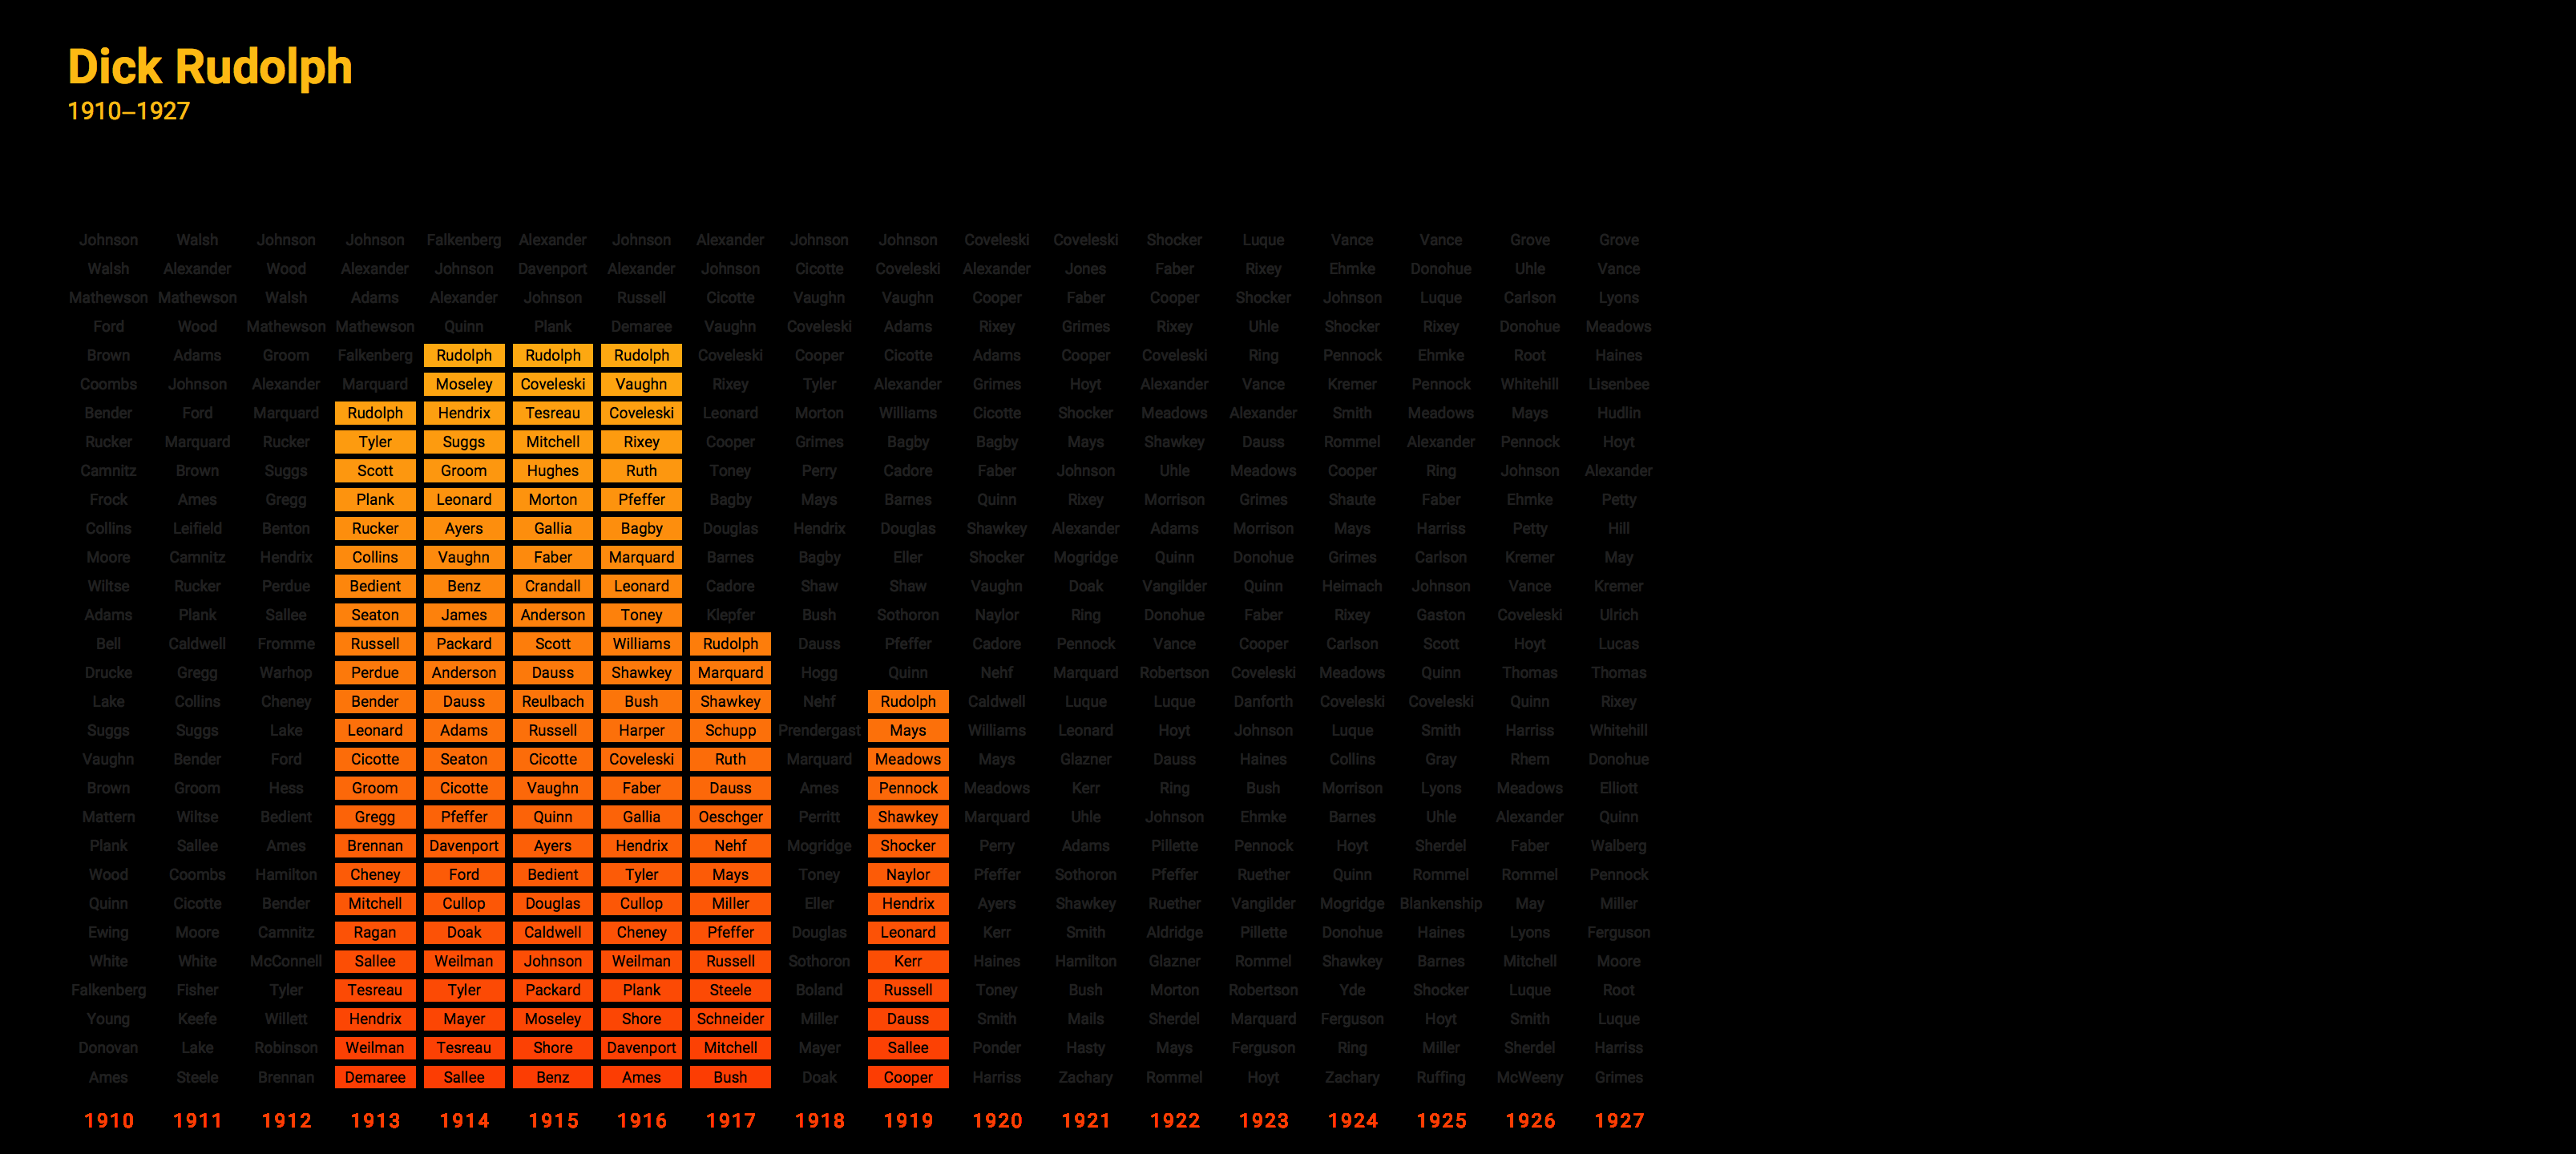 Dick Rudolph
1910–1927
Johnson Walsh Johnson Johnson Falkenberg Alexander Johnson Alexander Johnson Johnson Coveleski Coveleski Shocker Luque Vance Vance Grove Grove
Walsh Alexander Wood Alexander Johnson Davenport Alexander Johnson Cicotte Coveleski Alexander Jones Faber Rixey Ehmke Donohue Uhle Vance
Mathewson Mathewson Walsh Adams Alexander Johnson Russell Cicotte Vaughn Vaughn Cooper Faber Cooper Shocker Johnson Luque Carlson Lyons
Ford Wood Mathewson Mathewson Quinn Plank Demaree Vaughn Coveleski Adams Rixey Grimes Rixey Uhle Shocker Rixey Donohue Meadows
Brown Adams Groom Falkenberg Rudolph Rudolph Rudolph Coveleski Cooper Cicotte Adams Cooper Coveleski Ring Pennock Ehmke Root Haines
Coombs Johnson Alexander Marquard Moseley Coveleski Vaughn Rixey Tyler Alexander Grimes Hoyt Alexander Vance Kremer Pennock Whitehill Lisenbee
Bender Ford Marquard Rudolph Hendrix Tesreau Coveleski Leonard Morton Williams Cicotte Shocker Meadows Alexander Smith Meadows Mays Hudlin
Rucker Marquard Rucker Tyler Suggs Mitchell Rixey Cooper Grimes Bagby Bagby Mays Shawkey Dauss Rommel Alexander Pennock Hoyt
Camnitz Brown Suggs Scott Groom Hughes Ruth Toney Perry Cadore Faber Johnson Uhle Meadows Cooper Ring Johnson Alexander
Frock Ames Gregg Plank Leonard Morton Pfeffer Bagby Mays Barnes Quinn Rixey Morrison Grimes Shaute Faber Ehmke Petty
Collins Leifield Benton Rucker Ayers Gallia Bagby Douglas Hendrix Douglas Shawkey Alexander Adams Morrison Mays Harriss Petty Hill
Moore Camnitz Hendrix Collins Vaughn Faber Marquard Barnes Bagby Eller Shocker Mogridge Quinn Donohue Grimes Carlson Kremer May
Wiltse Rucker Perdue Bedient Benz Crandall Leonard Cadore Shaw Shaw Vaughn Doak Vangilder Quinn Heimach Johnson Vance Kremer
Adams Plank Sallee Seaton James Anderson Toney Klepfer Bush Sothoron Naylor Ring Donohue Faber Rixey Gaston Coveleski Ulrich
Bell Caldwell Fromme Russell Packard Scott Williams Rudolph Dauss Pfeffer Cadore Pennock Vance Cooper Carlson Scott Hoyt Lucas
Drucke Gregg Warhop Perdue Anderson Dauss Shawkey Marquard Hogg Quinn Nehf Marquard Robertson Coveleski Meadows Quinn Thomas Thomas
Lake Collins Cheney Bender Dauss Reulbach Bush Shawkey Nehf Rudolph Caldwell Luque Luque Danforth Coveleski Coveleski Quinn Rixey
Suggs Suggs Lake Leonard Adams Russell Harper Schupp Prendergast Mays Williams Leonard Hoyt Johnson Luque Smith Harriss Whitehill
Vaughn Bender Ford Cicotte Seaton Cicotte Coveleski Ruth Marquard Meadows Mays Glazner Dauss Haines Collins Gray Rhem Donohue
Brown Groom Hess Groom Cicotte Vaughn Faber Dauss Ames Pennock Meadows Kerr Ring Bush Morrison Lyons Meadows Elliott
Mattern Wiltse Bedient Gregg Pfeffer Quinn Gallia Oeschger Perritt Shawkey Marquard Uhle Johnson Ehmke Barnes Uhle Alexander Quinn
Plank Sallee Ames Brennan Davenport Ayers Hendrix Nehf Mogridge Shocker Perry Adams Pillette Pennock Hoyt Sherdel Faber Walberg
Wood Coombs Hamilton Cheney Ford Bedient Tyler Mays Toney Naylor Pfeffer Sothoron Pfeffer Ruether Quinn Rommel Rommel Pennock
Quinn Cicotte Bender Mitchell Cullop Douglas Cullop Miller Eller Hendrix Ayers Shawkey Ruether Vangilder Mogridge Blankenship May Miller
Ewing Moore Camnitz Ragan Doak Caldwell Cheney Pfeffer Douglas Leonard Kerr Smith Aldridge Pillette Donohue Haines Lyons Ferguson
White White McConnell Sallee Weilman Johnson Weilman Russell Sothoron Kerr Haines Hamilton Glazner Rommel Shawkey Barnes Mitchell Moore
Falkenberg Fisher Tyler Tesreau Tyler Packard Plank Steele Boland Russell Toney Bush Morton Robertson Yde Shocker Luque Root
Young Keefe Willett Hendrix Mayer Moseley Shore Schneider Miller Dauss Smith Mails Sherdel Marquard Ferguson Hoyt Smith Luque
Donovan Lake Robinson Weilman Tesreau Shore Davenport Mitchell Mayer Sallee Ponder Hasty Mays Ferguson Ring Miller Sherdel Harriss
Ames Steele Brennan Demaree Sallee Benz Ames Bush Doak Cooper Harriss Zachary Rommel Hoyt Zachary Ruffing McWeeny Grimes
1910 1911 1912 1913 1914 1915 1916 1917 1918 1919 1920 1921 1922 1923 1924 1925 1926 1927